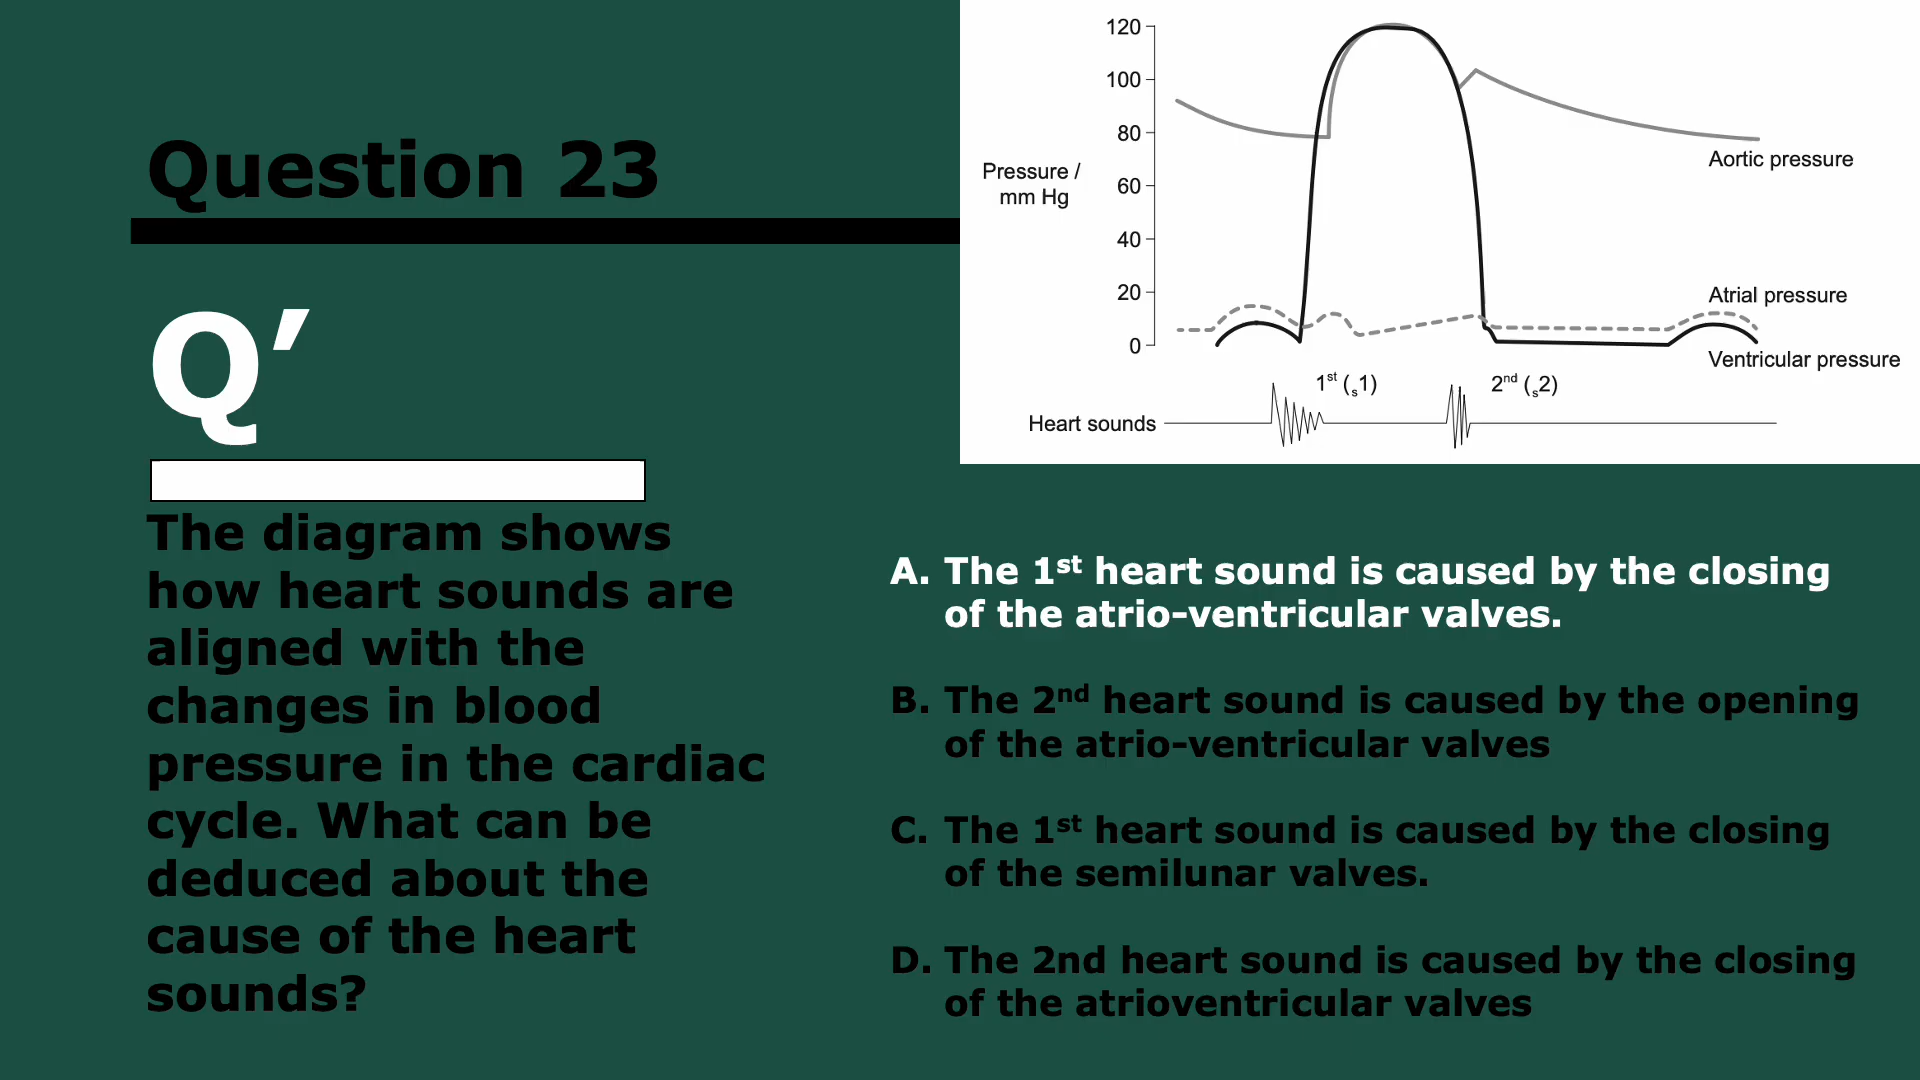 Question 23
Q’
The diagram shows
how heart sounds are
aligned with the
changes in blood
pressure in the cardiac
cycle. What can be
deduced about the
cause of the heart
sounds?
120
100
80
60
40
20
0
Pressure /
mm Hg
Aortic pressure
Atrial pressure
Ventricular pressure
1st (s1)
2nd (s2)
Heart sounds
A. The 1st heart sound is caused by the closing
of the atrio-ventricular valves.
B. The 2nd heart sound is caused by the opening
of the atrio-ventricular valves
C. The 1st heart sound is caused by the closing
of the semilunar valves.
D. The 2nd heart sound is caused by the closing
of the atrioventricular valves